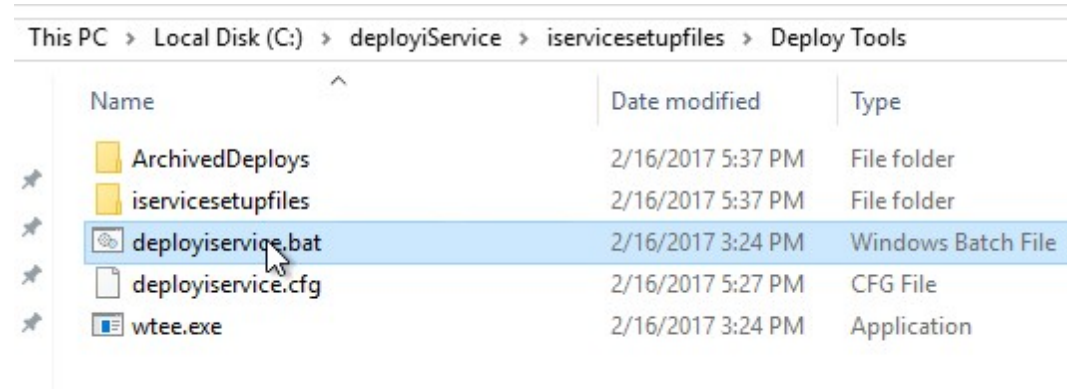 This PC > Local Disk (C:) > deployiService > iservicesetupfiles > Deploy Tools
Name Date modified Type
ArchivedDeploys 2/16/2017 5:37 PM File folder
iservicesetupfiles 2/16/2017 5:37 PM File folder
deployiservice.bat 2/16/2017 3:24 PM Windows Batch File
deployiservice.cfg 2/16/2017 5:27 PM CFG File
wtee.exe 2/16/2017 3:24 PM Application